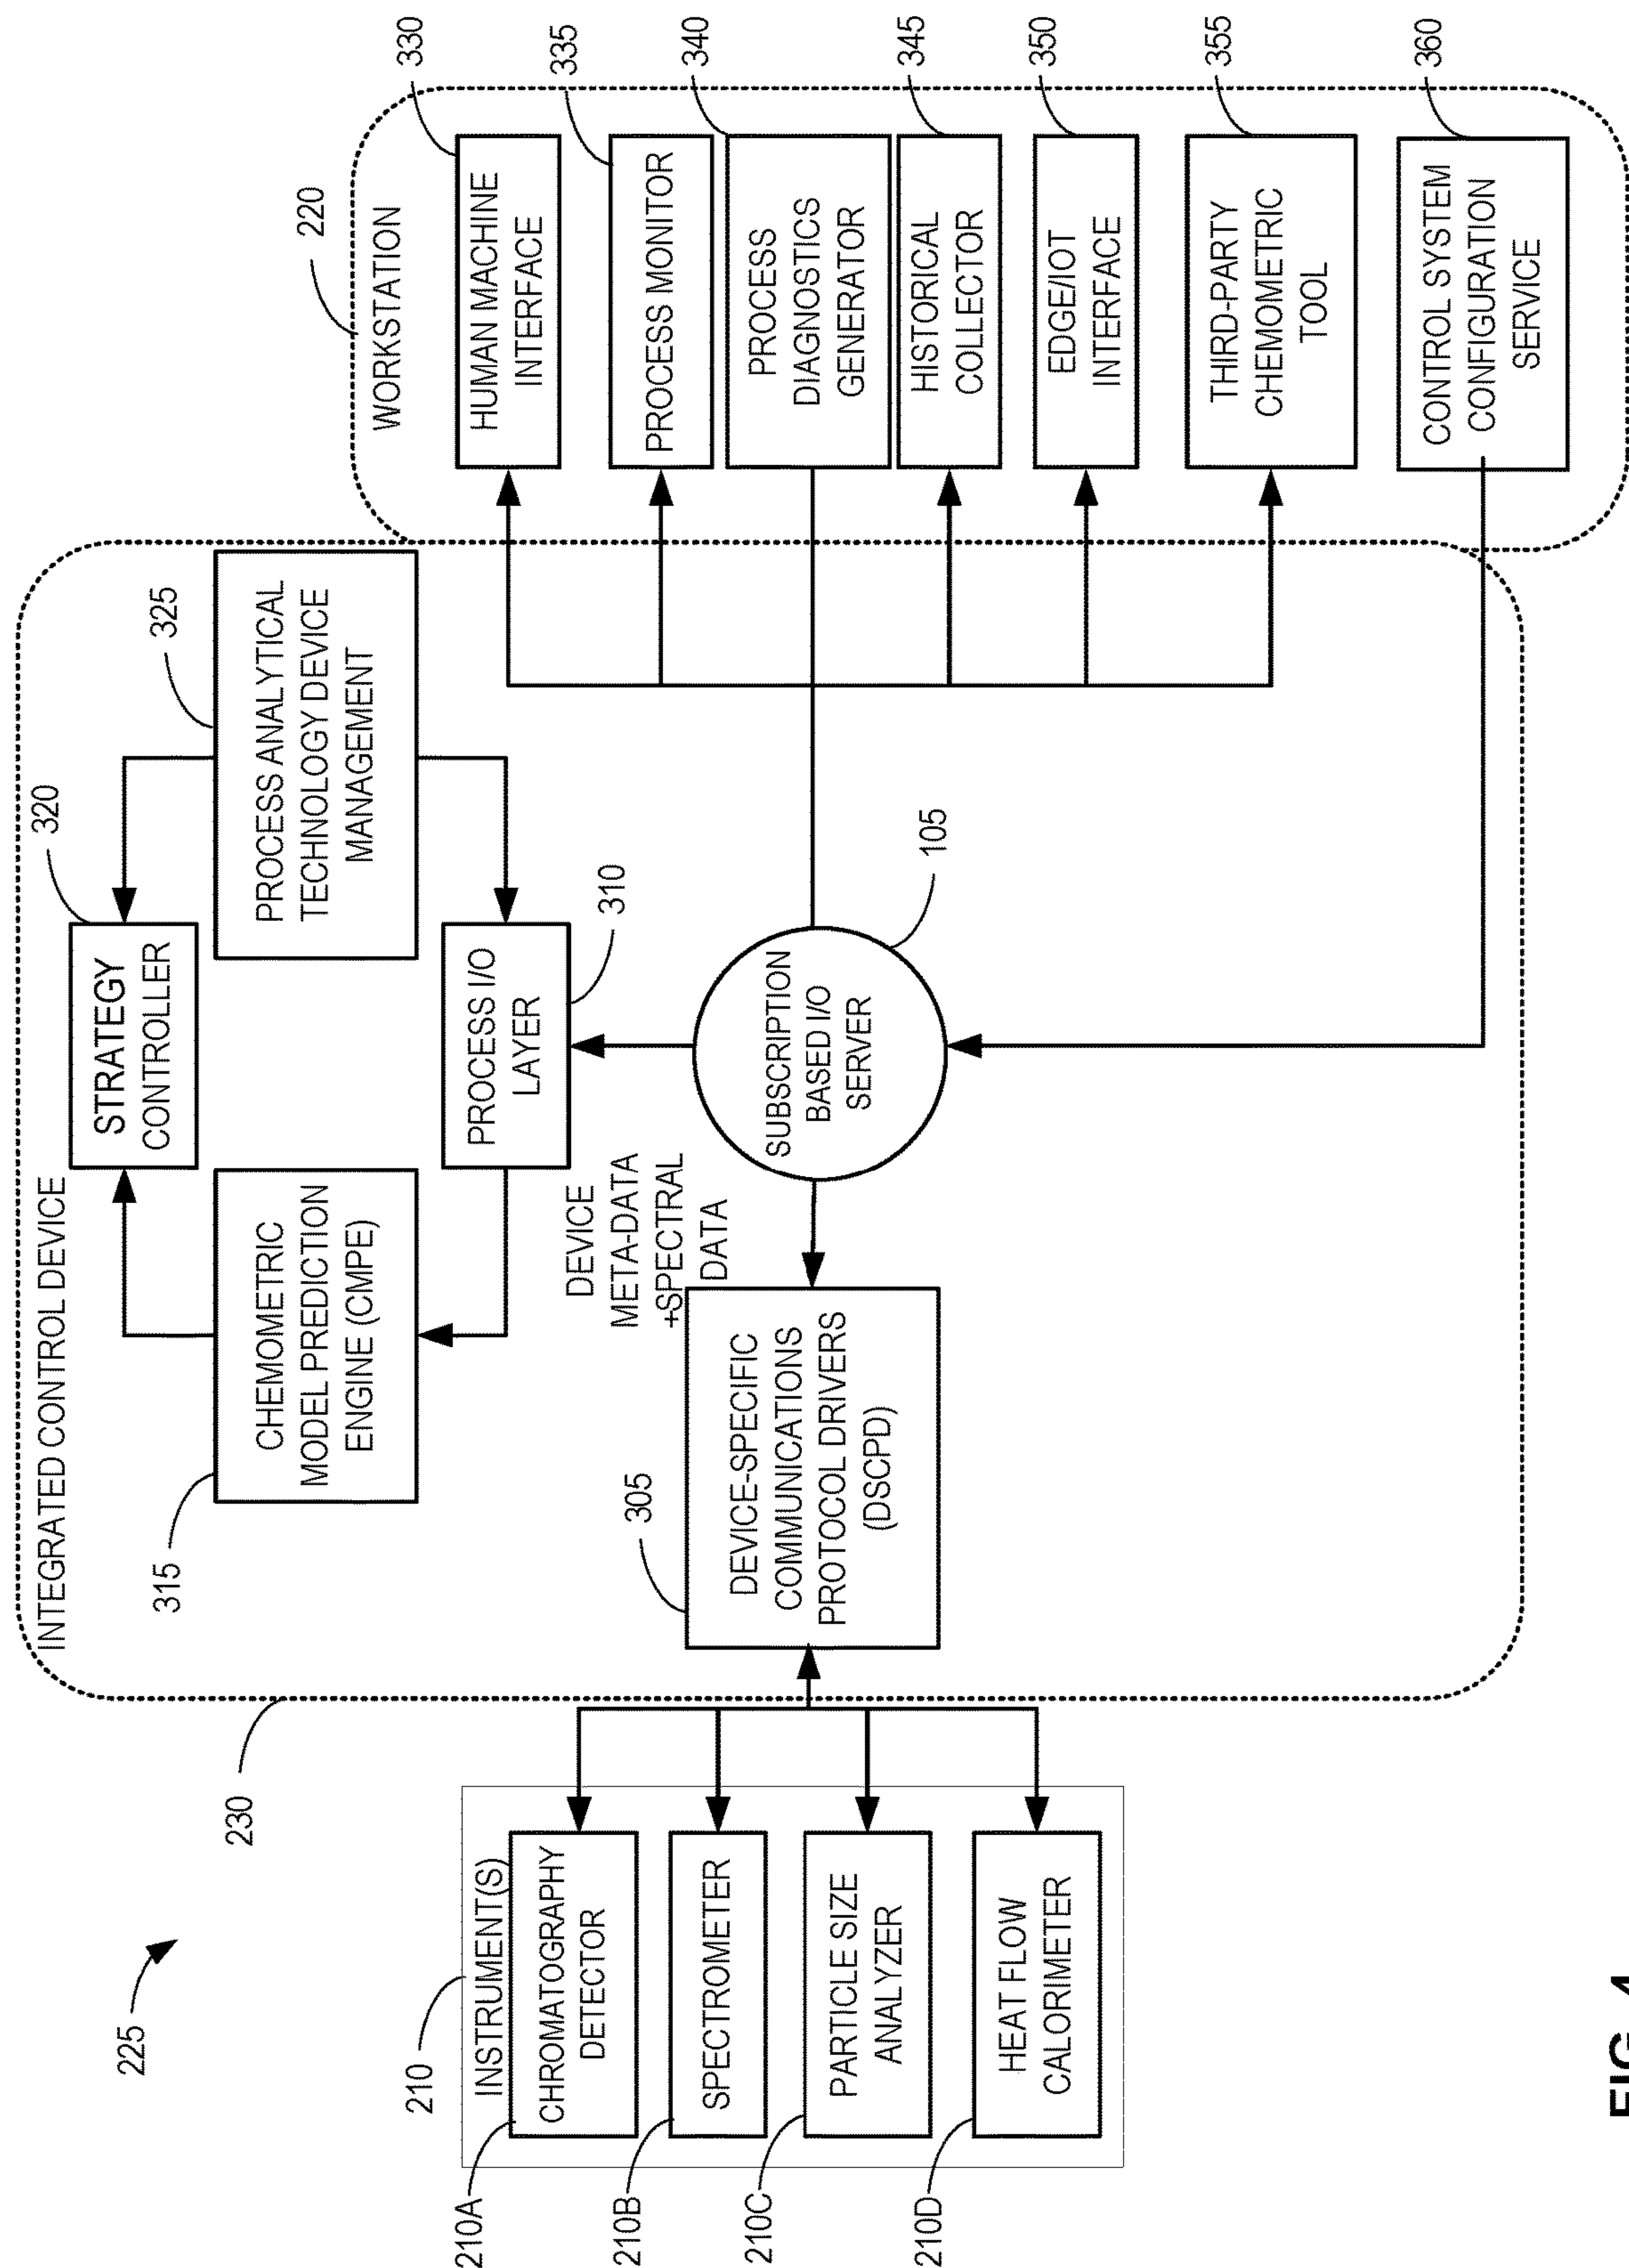 225
INTEGRATED CONTROL DEVICE
230
315
CHEMOMETRIC
MODEL PREDICTION
ENGINE (CMPE)
320
STRATEGY
CONTROLLER
325
PROCESS ANALYTICAL
TECHNOLOGY DEVICE
MANAGEMENT
PROCESS I/O
LAYER
310
DEVICE
META-DATA
+SPECTRAL
DATA
305
DEVICE-SPECIFIC
COMMUNICATIONS
PROTOCOL DRIVERS
(DSCPD)
SUBSCRIPTION
BASED I/O
SERVER
105
210
INSTRUMENT(S)
210A
CHROMATOGRAPHY
DETECTOR
210B
SPECTROMETER
210C
PARTICLE SIZE
ANALYZER
210D
HEAT FLOW
CALORIMETER
220
WORKSTATION
330
HUMAN MACHINE
INTERFACE
335
PROCESS MONITOR
340
PROCESS
DIAGNOSTICS
GENERATOR
345
HISTORICAL
COLLECTOR
350
EDGE/IOT
INTERFACE
355
THIRD-PARTY
CHEMOMETRIC
TOOL
360
CONTROL SYSTEM
CONFIGURATION
SERVICE
FIG. 4